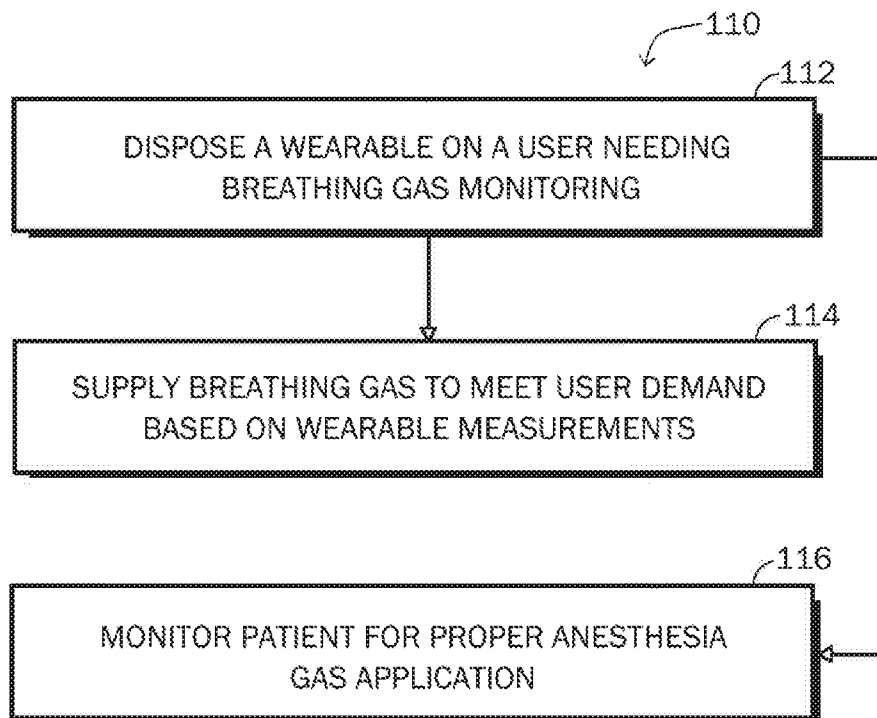 110
112
DISPOSE A WEARABLE ON A USER NEEDING
BREATHING GAS MONITORING
114
SUPPLY BREATHING GAS TO MEET USER DEMAND
BASED ON WEARABLE MEASUREMENTS
116
MONITOR PATIENT FOR PROPER ANESTHESIA
GAS APPLICATION